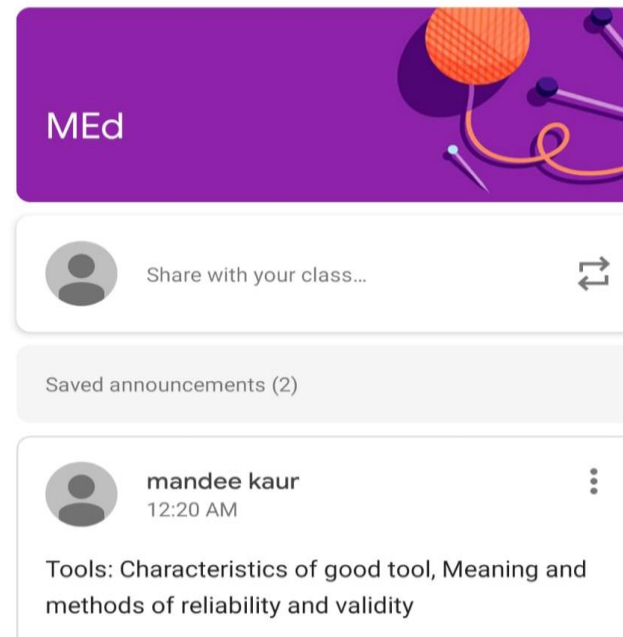 MEd
Share with your class...
Saved announcements (2)
mandee kaur
12:20 AM
Tools: Characteristics of good tool, Meaning and
methods of reliability and validity